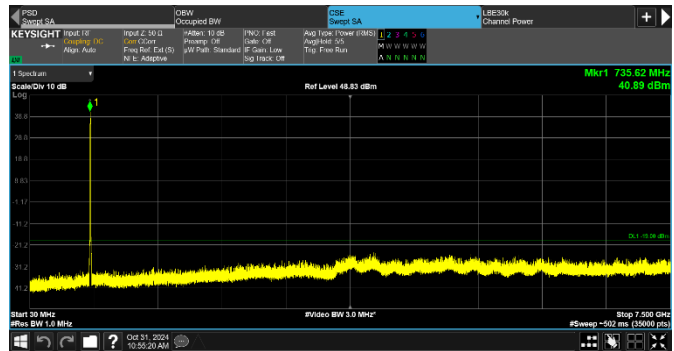 PSD
Swept SA
OBW
Occupied BW
CSE
Swept SA
LBE30k
Channel Power
KEYSIGHT
Input: RF
Coupling: DC
Align: Auto
Input Z: 50 Ω
Corr CCorr
Freq Ref: Ext (S)
NFE: Adaptive
#Atten: 10 dB
Preamp: Off
µW Path: Standard
PNO: Fast
Gate: Off
IF Gain: Low
Sig Track: Off
Avg Type: Power (RMS)
Avg|Hold: 5/5
Trig: Free Run
1 2 3 4 5 6
M W W W W W
A N N N N N
1 Spectrum
Scale/Div 10 dB
Log
Ref Level 48.83 dBm
Mkr1 735.62 MHz
40.89 dBm
1
38.8
28.8
18.8
8.83
-1.17
-11.2
-21.2
-31.2
-41.2
Start 30 MHz
#Res BW 1.0 MHz
#Video BW 3.0 MHz*
Stop 7.500 GHz
#Sweep ~502 ms (35000 pts)
?
Oct 31, 2024
10:55:20 AM